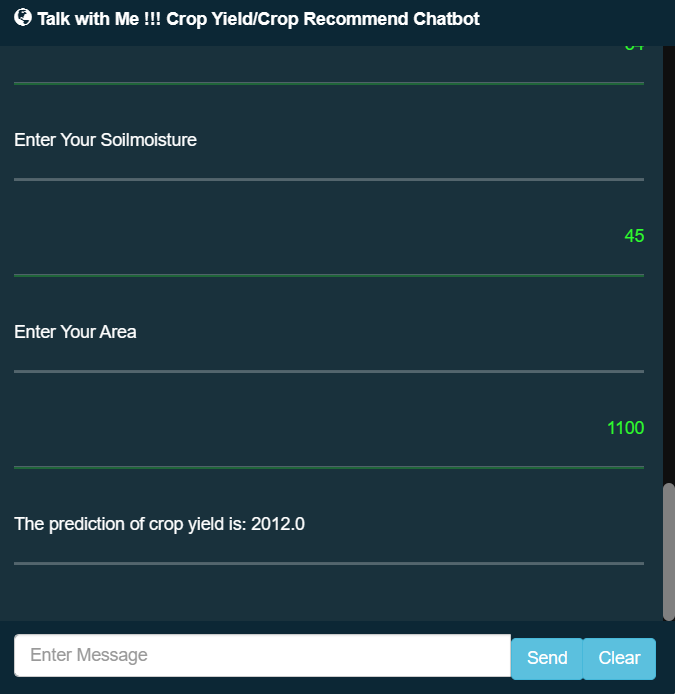 Talk with Me !!! Crop Yield/Crop Recommend Chatbot
Enter Your Soilmoisture
45
Enter Your Area
1100
The prediction of crop yield is: 2012.0
Enter Message
Send
Clear